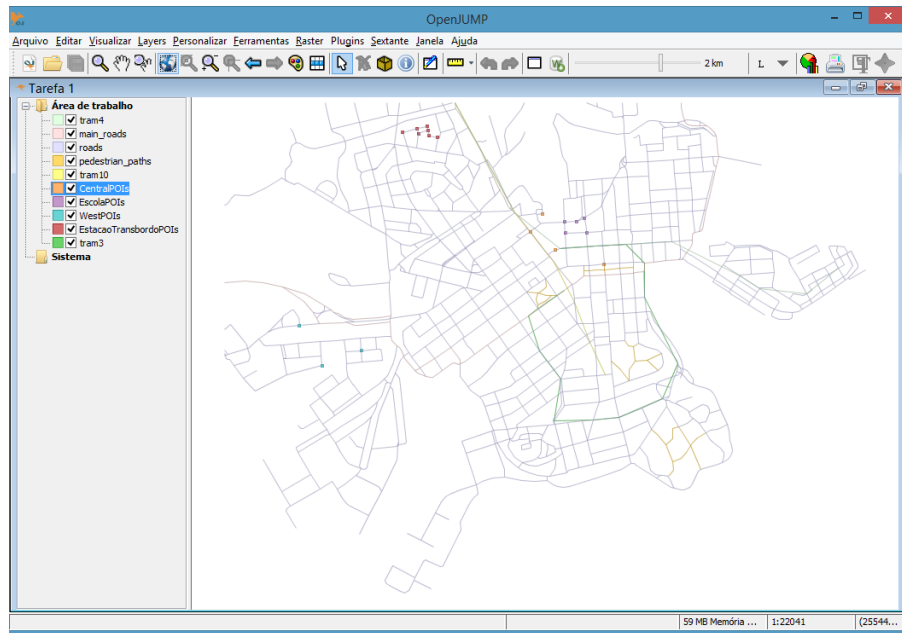 OpenJUMP
Arquivo Editar Visualizar Layers Personalizar Ferramentas Raster Plugins Sextante Janela Ajuda
2 km
L
Tarefa 1
Área de trabalho
tram4
main_roads
roads
pedestrian_paths
tram10
CentralPOIs
EscolaPOIs
WestPOIs
EstacaoTransbordoPOIs
tram3
Sistema
59 MB Memória ... 1:22041 (25544...